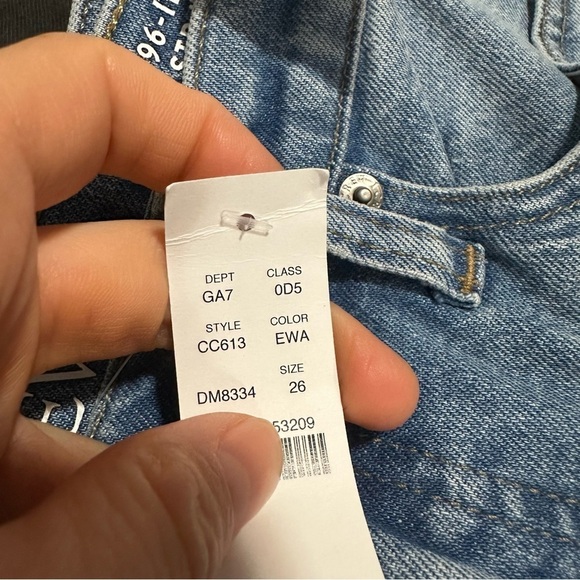 DEPT CLASS
GA7 0D5
STYLE COLOR
CC613 EWA
SIZE
DM8334 26
53209